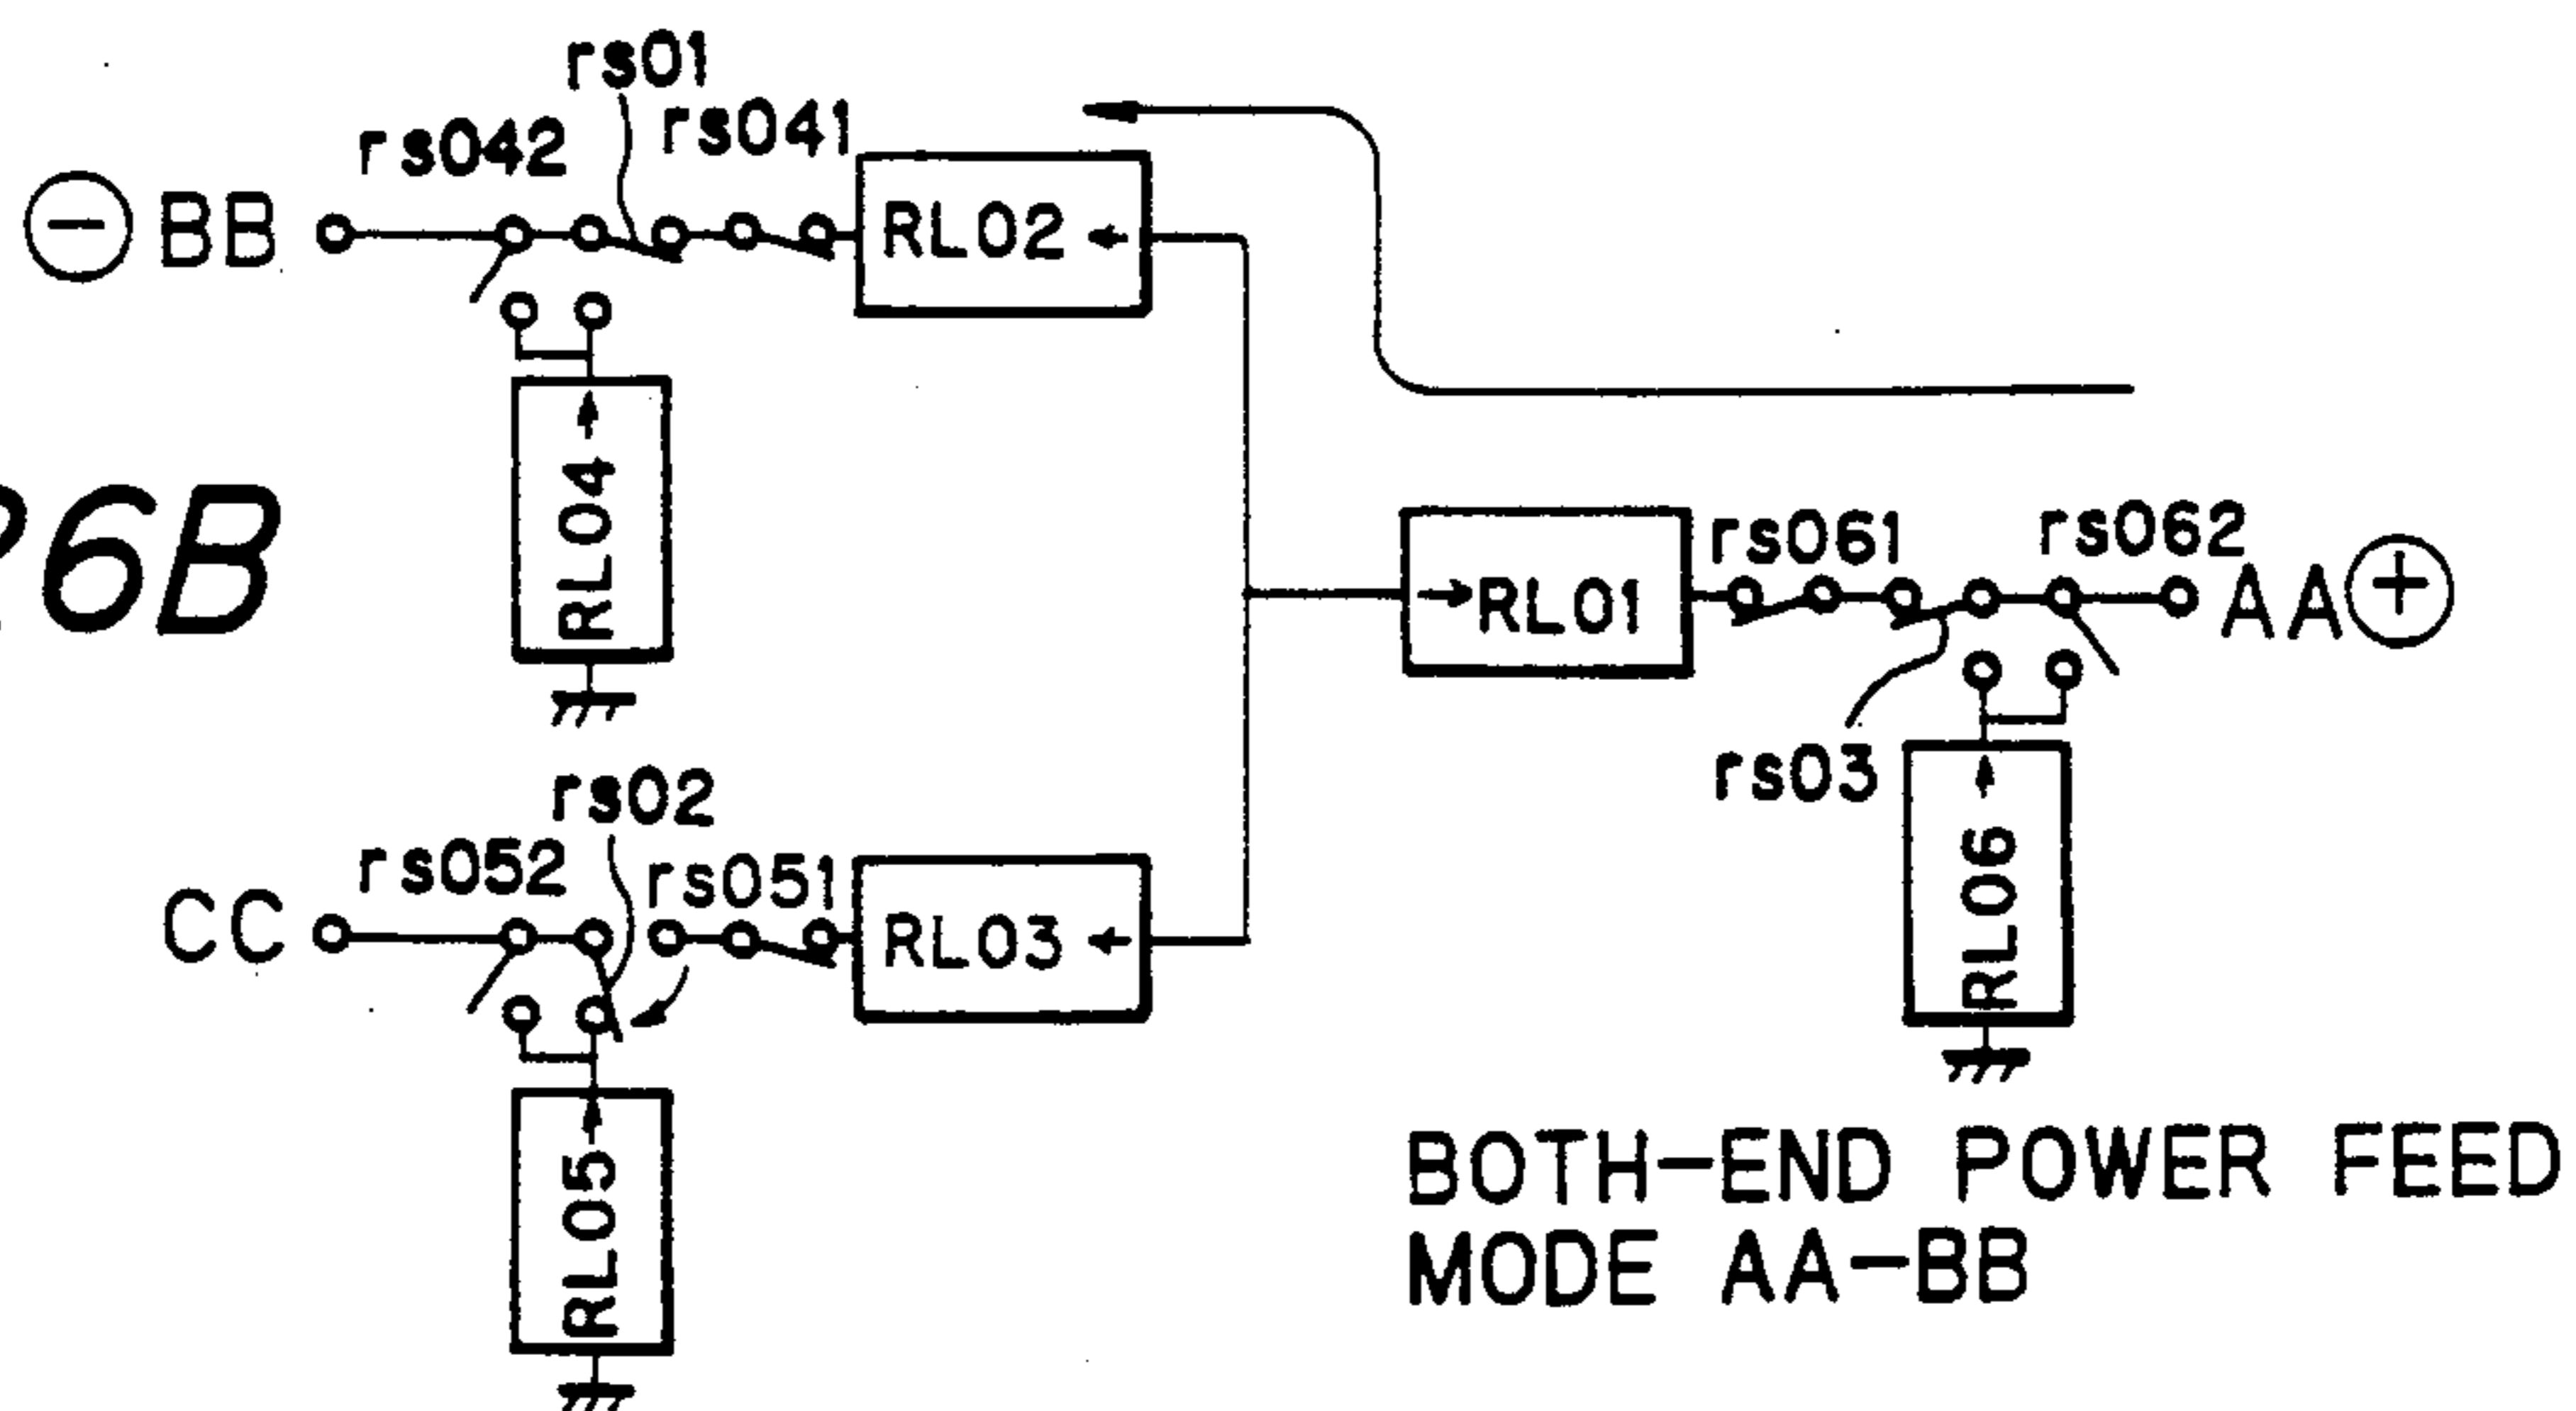 rs01
rs041
rs042
⊖ BB
RL02
RL04
26B
rs061
rs062
RL01
AA ⊕
rs03
RL06
rs02
rs052
rs051
CC
RL03
RL05
BOTH-END POWER FEED
MODE AA-BB